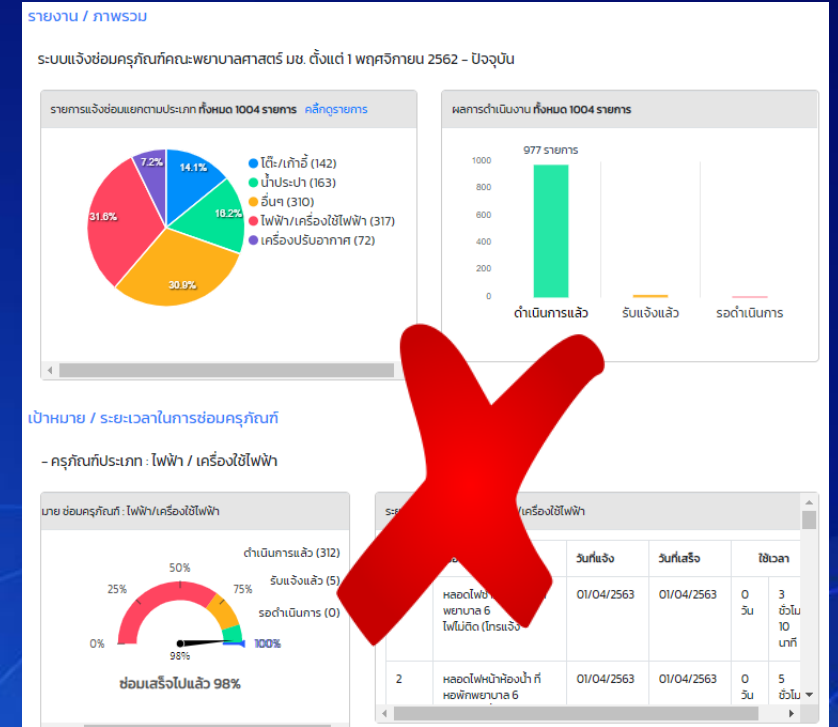 รายงาน / ภาพรวม
ระบบแจ้งซ่อมครุภัณฑ์คณะพยาบาลศาสตร์ มช. ตั้งแต่ 1 พฤศจิกายน 2562 - ปัจจุบัน
รายการแจ้งซ่อมแยกตามประเภท ทั้งหมด 1004 รายการ คลิ๊กดูรายการ
7.2%
14.1%
16.2%
30.9%
31.6%
โต๊ะ/เก้าอี้ (142)
น้ำประปา (163)
อื่นๆ (310)
ไฟฟ้า/เครื่องใช้ไฟฟ้า (317)
เครื่องปรับอากาศ (72)
ผลการดำเนินงาน ทั้งหมด 1004 รายการ
977 รายการ
1000
800
600
400
200
0
ดำเนินการแล้ว รับแจ้งแล้ว รอดำเนินการ
เป้าหมาย / ระยะเวลาในการซ่อมครุภัณฑ์
- ครุภัณฑ์ประเภท : ไฟฟ้า / เครื่องใช้ไฟฟ้า
มาย ซ่อมครุภัณฑ์ : ไฟฟ้า/เครื่องใช้ไฟฟ้า
ดำเนินการแล้ว (312)
รับแจ้งแล้ว (5)
รอดำเนินการ (0)
0%
25%
50%
75%
100%
98%
ซ่อมเสร็จไปแล้ว 98%
/เครื่องใช้ไฟฟ้า
วันที่แจ้ง วันที่เสร็จ ใช้เวลา
พยาบาล 6
ไฟไม่ติด (โทรแจ้ง
01/04/2563 01/04/2563 0 วัน 3 ชั่วโม 10 นาที
2 หลอดไฟหน้าห้องน้ำ ที่
หอพักพยาบาล 6
01/04/2563 01/04/2563 0 วัน 5 ชั่วโม